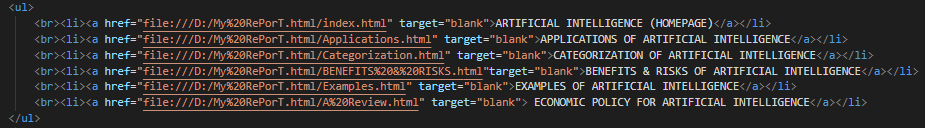 <ul>
<br><li><a href="file:///D:/My%20RePorT.html/index.html" target="blank">ARTIFICIAL INTELLIGENCE (HOMEPAGE)</a></li>
<br><li><a href="file:///D:/My%20RePorT.html/Applications.html" target="blank">APPLICATIONS OF ARTIFICIAL INTELLIGENCE</a></li>
<br><li><a href="file:///D:/My%20RePorT.html/Categorization.html" target="blank">CATEGORIZATION OF ARTIFICIAL INTELLIGENCE</a></li>
<br><li><a href="file:///D:/My%20RePorT.html/BENEFITS%20&%20RISKS.html"target="blank">BENEFITS & RISKS OF ARTIFICIAL INTELLIGENCE</a></li>
<br><li><a href="file:///D:/My%20RePorT.html/Examples.html" target="blank">EXAMPLES OF ARTIFICIAL INTELLIGENCE</a></li>
<br><li><a href="file:///D:/My%20RePorT.html/A%20Review.html" target="blank"> ECONOMIC POLICY FOR ARTIFICIAL INTELLIGENCE</a></li>
</ul>